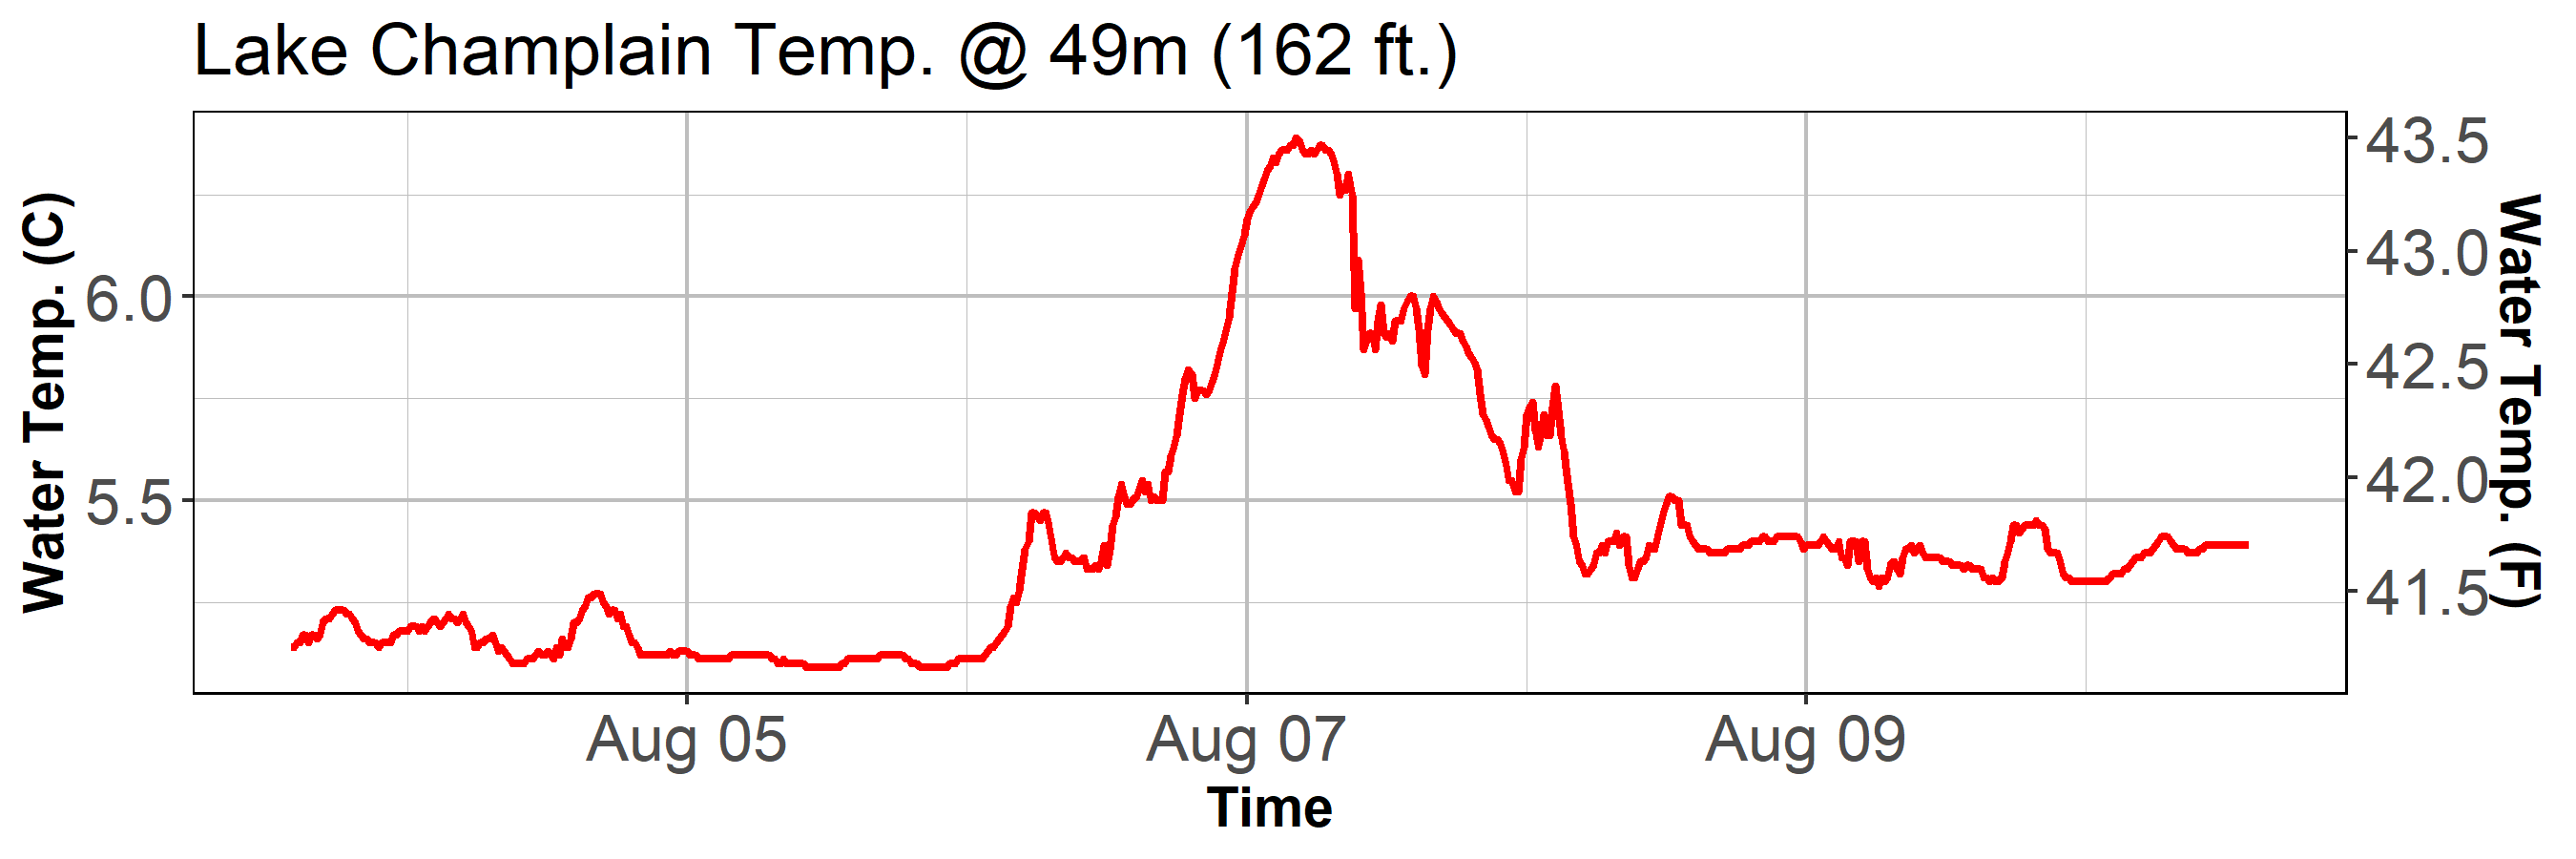 Lake Champlain Temp. @ 49m (162 ft.)
Water Temp. (C)
6.0
5.5
43.5
43.0
42.5
42.0
41.5
Water Temp. (F)
Aug 05 Aug 07 Aug 09
Time